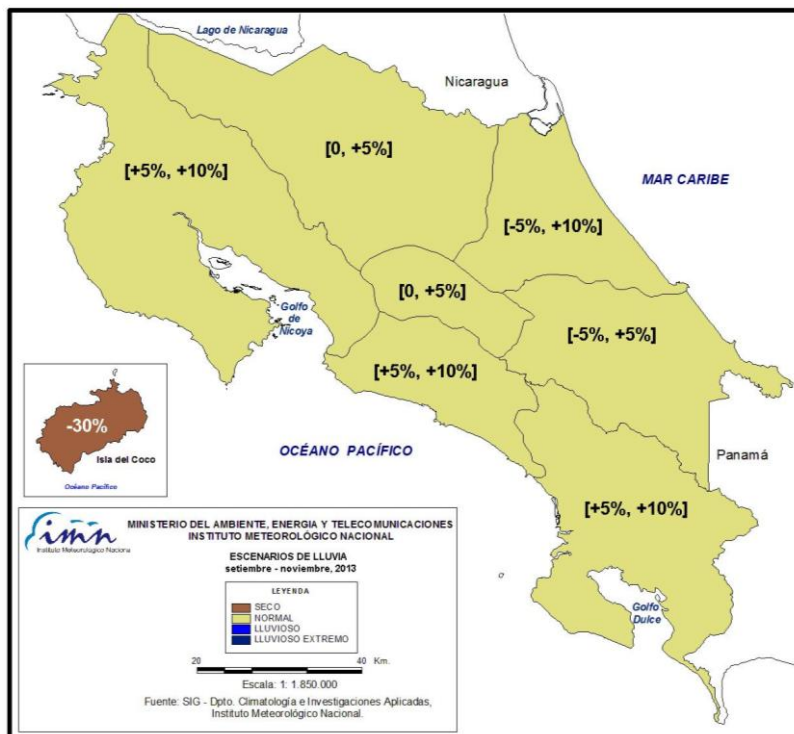 Lago de Nicaragua
Nicaragua
[0, +5%]
[+5%, +10%]
MAR CARIBE
[-5%, +10%]
[0, +5%]
Golfo
de
Nicoya
[-5%, +5%]
[+5%, +10%]
-30%
Isla del Coco
Océano Pacífico
OCÉANO PACÍFICO
Panamá
[+5%, +10%]
Golfo
Dulce
imn
Instituto Meteorológico Nacional
MINISTERIO DEL AMBIENTE, ENERGIA Y TELECOMUNICACIONES
INSTITUTO METEOROLÓGICO NACIONAL
ESCENARIOS DE LLUVIA
setiembre - noviembre, 2013
LEYENDA
SECO
NORMAL
LLUVIOSO
LLUVIOSO EXTREMO
20 40 Km.
Escala: 1: 1.850.000
Fuente: SIG - Dpto. Climatología e Investigaciones Aplicadas,
Instituto Meteorológico Nacional.